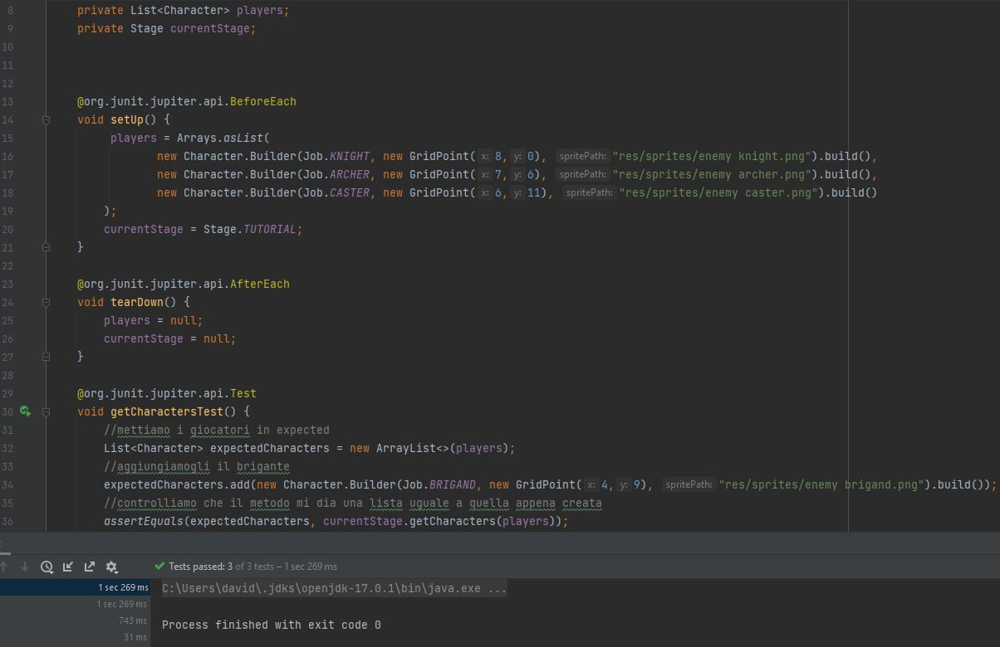 8 private List<Character> players;
9 private Stage currentStage;
10
11
12
13 @org.junit.jupiter.api.BeforeEach
14 void setUp() {
15 players = Arrays.asList(
16 new Character.Builder(Job.KNIGHT, new GridPoint( x: 8, y: 0), spritePath: "res/sprites/enemy knight.png").build(),
17 new Character.Builder(Job.ARCHER, new GridPoint( x: 7, y: 6), spritePath: "res/sprites/enemy archer.png").build(),
18 new Character.Builder(Job.CASTER, new GridPoint( x: 6, y: 11), spritePath: "res/sprites/enemy caster.png").build()
19 );
20 currentStage = Stage.TUTORIAL;
21 }
22
23 @org.junit.jupiter.api.AfterEach
24 void tearDown() {
25 players = null;
26 currentStage = null;
27 }
28
29 @org.junit.jupiter.api.Test
30 void getCharactersTest() {
31 //mettiamo i giocatori in expected
32 List<Character> expectedCharacters = new ArrayList<>(players);
33 //aggiungiamogli il brigante
34 expectedCharacters.add(new Character.Builder(Job.BRIGAND, new GridPoint( x: 4, y: 9), spritePath: "res/sprites/enemy brigand.png").build());
35 //controlliamo che il metodo mi dia una lista uguale a quella appena creata
36 assertEquals(expectedCharacters, currentStage.getCharacters(players));
Tests passed: 3 of 3 tests – 1 sec 269 ms
1 sec 269 ms
C:\Users\david\.jdks\openjdk-17.0.1\bin\java.exe ...
1 sec 269 ms
743 ms
Process finished with exit code 0
31 ms